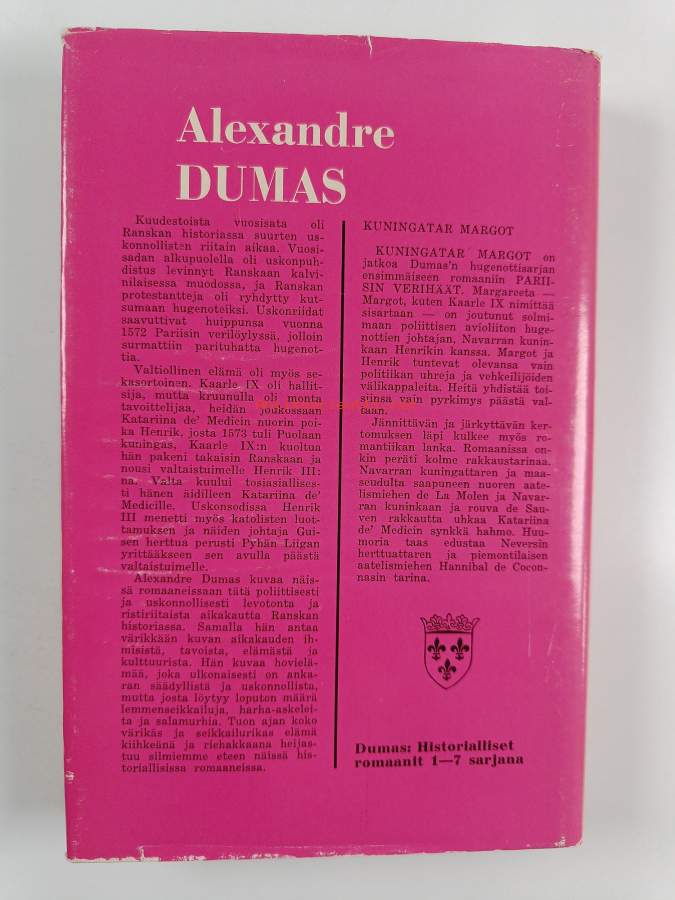 Alexandre
DUMAS
Kuudestoista vuosisata oli
Ranskan historiassa suurten us-
konnollisten riitain aikaa. Vuosi-
sadan alkupuolella oli uskonpuh-
distus levinnyt Ranskaan kalvi-
nilaisessa muodossa, ja Ranskan
protestantteja oli ryhdytty kut-
sumaan hugenoteiksi. Uskonriidat
saavuttivat huippunsa vuonna
1572 Pariisin verilöylyssä, jolloin
surmattiin parituhatta hugenot-
tia.
Valtiollinen elämä oli myös se-
kasortoinen. Kaarle IX oli hallit-
sija, mutta kruunulla oli monta
tavoittelijaa, heidän joukossaan
Katariina de' Medicin nuorin poi-
ka Henrik, josta 1573 tuli Puolaan
kuningas, Kaarle IX:n kuoltua
hän pakeni takaisin Ranskaan ja
nousi valtaistuimelle Henrik III:
na. Valta kuului tosiasiallises-
ti hänen äidilleen Katariina de'
Medicille. Uskonsodissa Henrik
III menetti myös katolisten luot-
tamuksen ja näiden johtaja Gui-
sen herttua perusti Pyhän Liigan
yrittääkseen sen avulla päästä
valtaistuimelle.
Alexandre Dumas kuvaa näis-
sä romaaneissaan tätä poliittisesti
ja uskonnollisesti levotonta ja
ristiriitaista aikakautta Ranskan
historiassa. Samalla hän antaa
värikkään kuvan aikakauden ih-
misistä, tavoista, elämästä ja
kulttuurista. Hän kuvaa hovielä-
mää, joka ulkonaisesti on anka-
ran säädyllistä ja uskonnollista,
mutta josta löytyy loputon määrä
lemmenseikkailuja, harha-askelei-
ta ja salamurhia. Tuon ajan koko
värikäs ja seikkailurikas elämä
kiihkeänä ja riehakkaana heijas-
tuu silmiemme eteen näissä his-
toriallisissa romaaneissa.
KUNINGATAR MARGOT
KUNINGATAR MARGOT on
jatkoa Dumas'n hugenottisarjan
ensimmäiseen romaaniin PARII-
SIN VERIHÄÄT. Margareeta —
Margot, kuten Kaarle IX nimittää
sisartaan — on joutunut solmi-
maan poliittisen avioliiton huge-
nottien johtajan, Navarran kunin-
kaan Henrikin kanssa. Margot ja
Henrik tuntevat olevansa vain
politiikan uhreja ja vehkeilijöiden
välikappaleita. Heitä yhdistää toi-
siinsa vain pyrkimys päästä val-
taan.
Jännittävän ja järkyttävän ker-
tomuksen läpi kulkee myös ro-
mantiikan lanka. Romaanissa on-
kin peräti kolme rakkaustarinaa.
Navarran kuningattaren ja maa-
seudulta saapuneen nuoren aate-
lismiehen de La Molen ja Navar-
ran kuninkaan ja rouva de Sau-
ven rakkautta uhkaa Katariina
de' Medicin synkkä hahmo. Huu-
moria taas edustaa Neversin
herttuattaren ja piemontilaisen
aatelismiehen Hannibal de Cocon-
nasin tarina.
Dumas: Historialliset
romaanit 1—7 sarjana